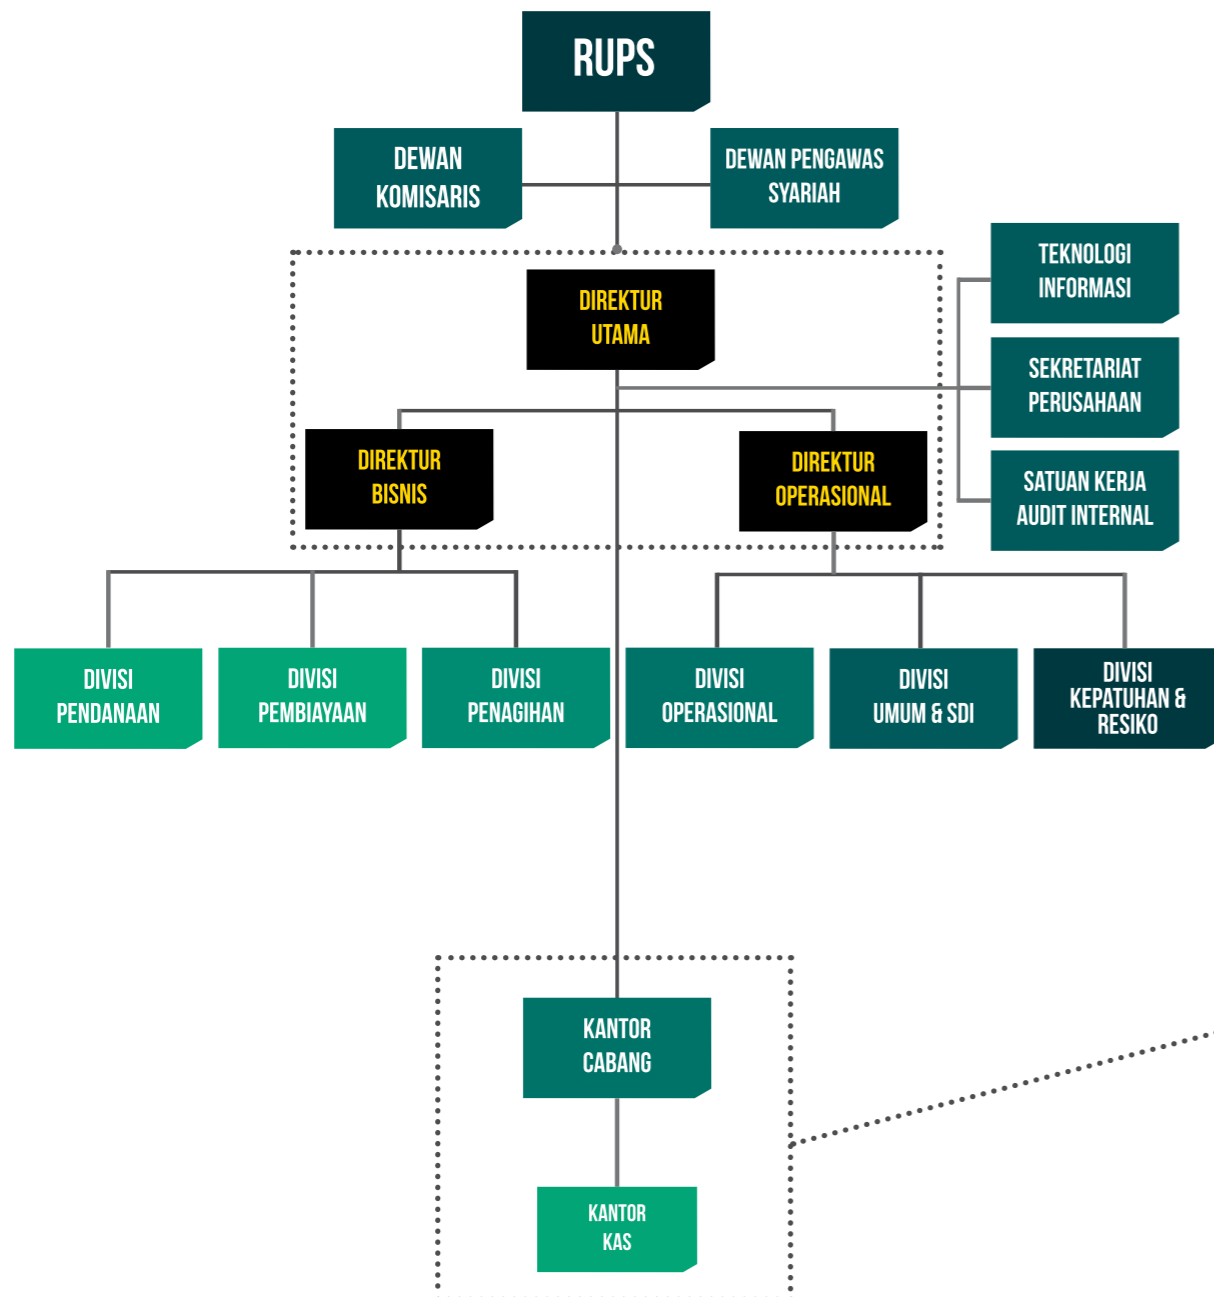 RUPS
DEWAN
KOMISARIS
DEWAN PENGAWAS
SYARIAH
TEKNOLOGI
INFORMASI
DIREKTUR
UTAMA
SEKRETARIAT
PERUSAHAAN
DIREKTUR
BISNIS
DIREKTUR
OPERASIONAL
SATUAN KERJA
AUDIT INTERNAL
DIVISI
PENDANAAN
DIVISI
PEMBIAYAAN
DIVISI
PENAGIHAN
DIVISI
OPERASIONAL
DIVISI
UMUM & SDI
DIVISI
KEPATUHAN &
RESIKO
KANTOR
CABANG
KANTOR
KAS